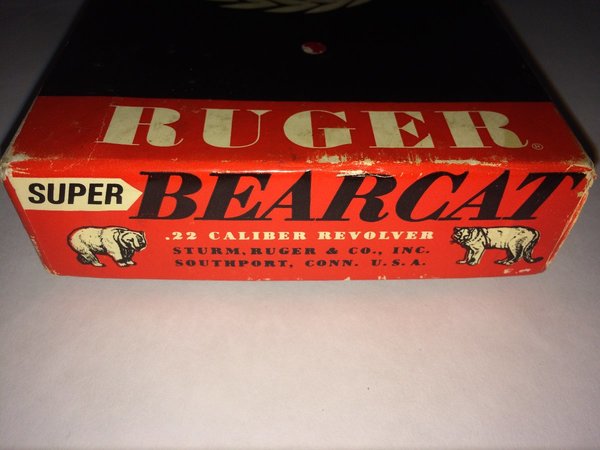 RUGER®
SUPER BEARCAT
.22 CALIBER REVOLVER
STURM, RUGER & CO., INC.
SOUTHPORT, CONN. U.S.A.